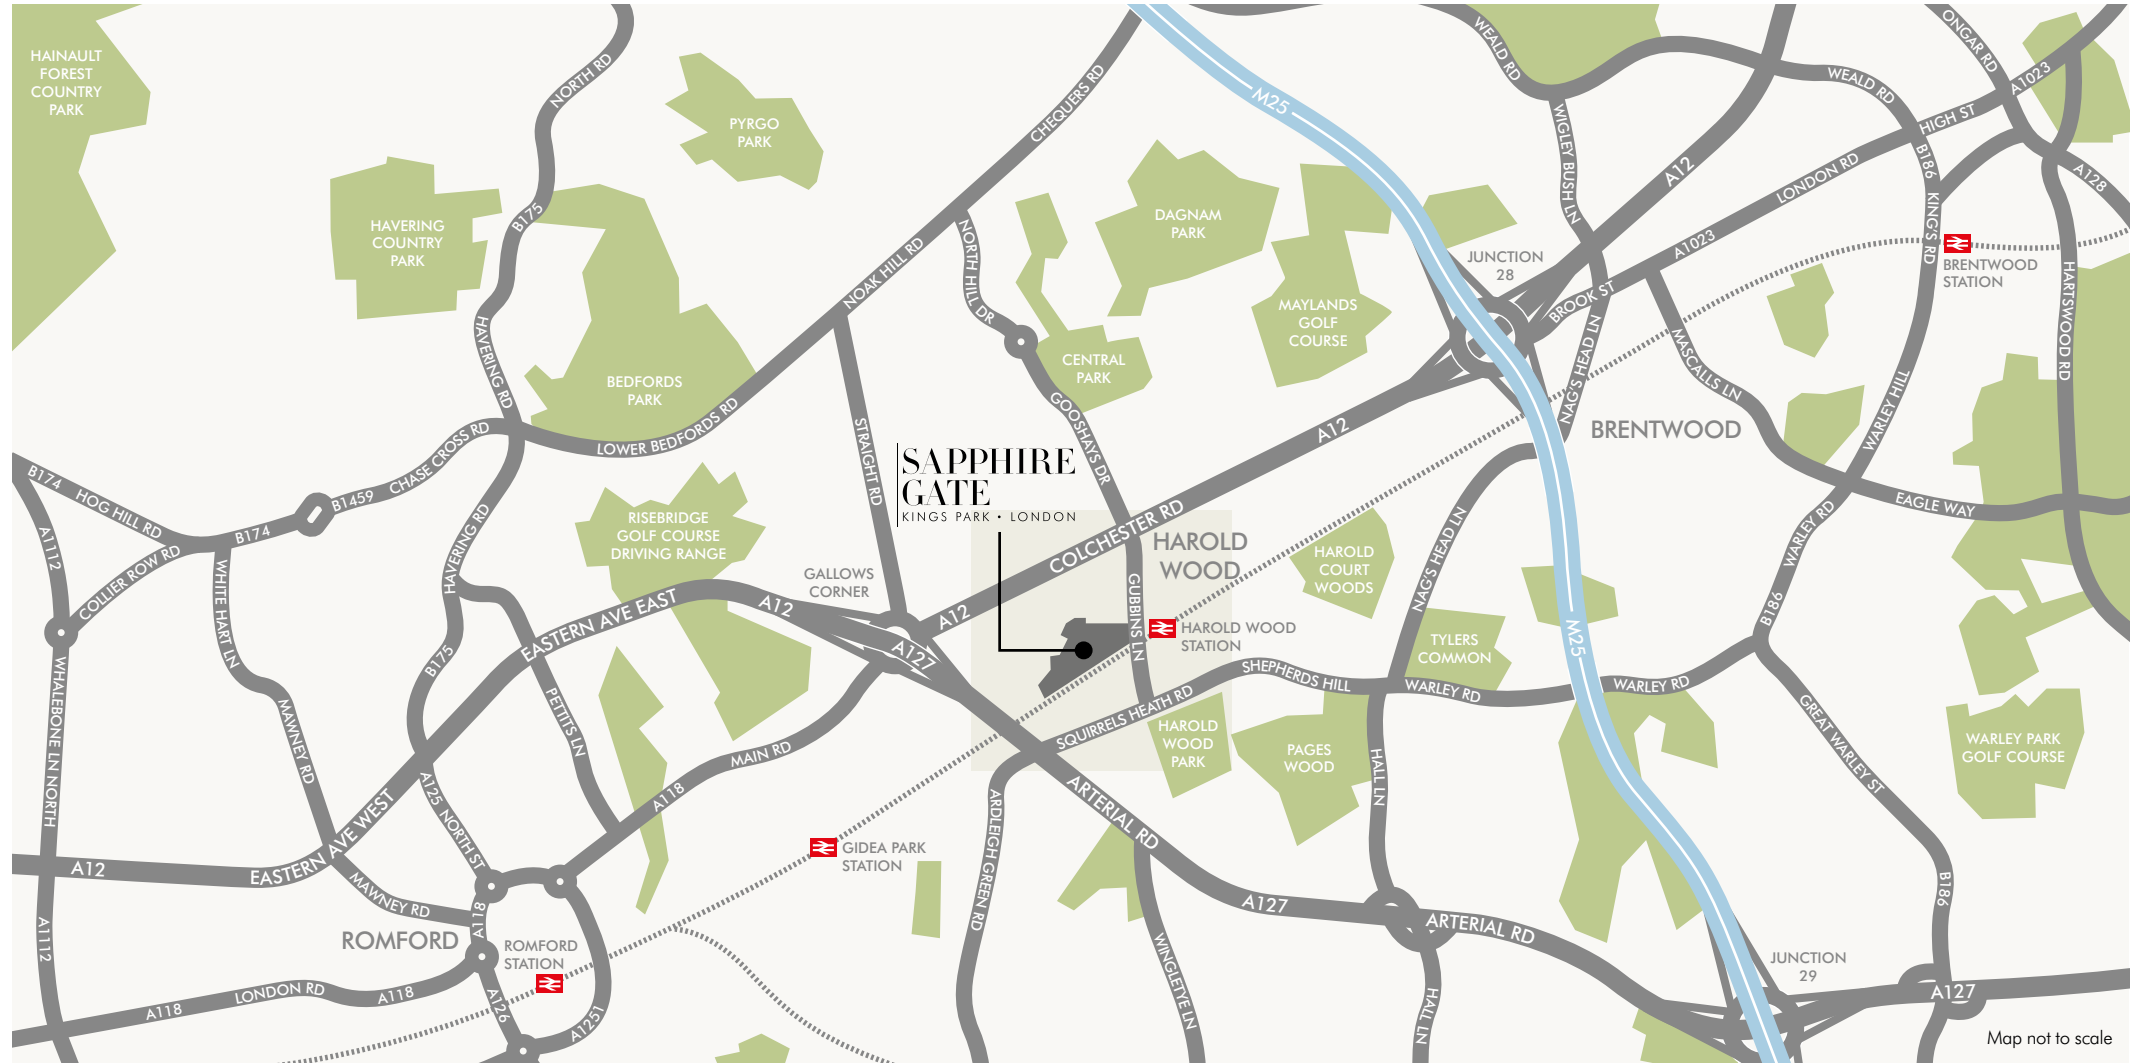 HAINAULT
FOREST
COUNTRY
PARK
NORTH RD
PYRGO
PARK
CHEQUERS RD
M25
WEALD RD
WEALD RD
ONGAR RD
A1023
HIGH ST
WIGLEY BUSH LN
A12
LONDON RD
B186
A128
HAVERING
COUNTRY
PARK
B175
NOAK HILL RD
NORTH HILL DR
DAGNAM
PARK
JUNCTION
28
A1023
KING'S RD
BRENTWOOD
STATION
HARTSWOOD RD
MAYLANDS
GOLF
COURSE
BROOK ST
HAVERING RD
BEDFORDS
PARK
CENTRAL
PARK
NAG'S HEAD LN
MASCALLS LN
WARLEY HILL
BRENTWOOD
LOWER BEDFORDS RD
STRAIGHT RD
GOOSHAYS DR
A12
B174
HOG HILL RD
B174
B1459
CHASE CROSS RD
SAPPHIRE
GATE
KINGS PARK • LONDON
COLCHESTER RD
EAGLE WAY
WARLEY RD
A1112
COLLIER ROW RD
WHITE HART LN
HAVERING RD
RISEBRIDGE
GOLF COURSE
DRIVING RANGE
GALLOWS
CORNER
HAROLD
WOOD
HAROLD
COURT
WOODS
NAG'S HEAD LN
EASTERN AVE EAST
A12
A12
A127
GUBBINS LN
HAROLD WOOD
STATION
TYLERS
COMMON
M25
B186
B175
WHALEBONE LN NORTH
MAWNEY RD
PETTITS LN
MAIN RD
SQUIRRELS HEATH RD
SHEPHERDS HILL
WARLEY RD
WARLEY RD
HAROLD
WOOD
PARK
PAGES
WOOD
HALL LN
GREAT WARLEY ST
WARLEY PARK
GOLF COURSE
A125
NORTH ST
A118
EASTERN AVE WEST
A12
ARDLEIGH GREEN RD
ARTERIAL RD
GIDEA PARK
STATION
MAWNEY RD
A118
ROMFORD
ROMFORD
STATION
A1112
WINGLETYE LN
A127
ARTERIAL RD
B186
JUNCTION
29
A127
LONDON RD
A118
A118
A126
A1251
HALL LN
Map not to scale